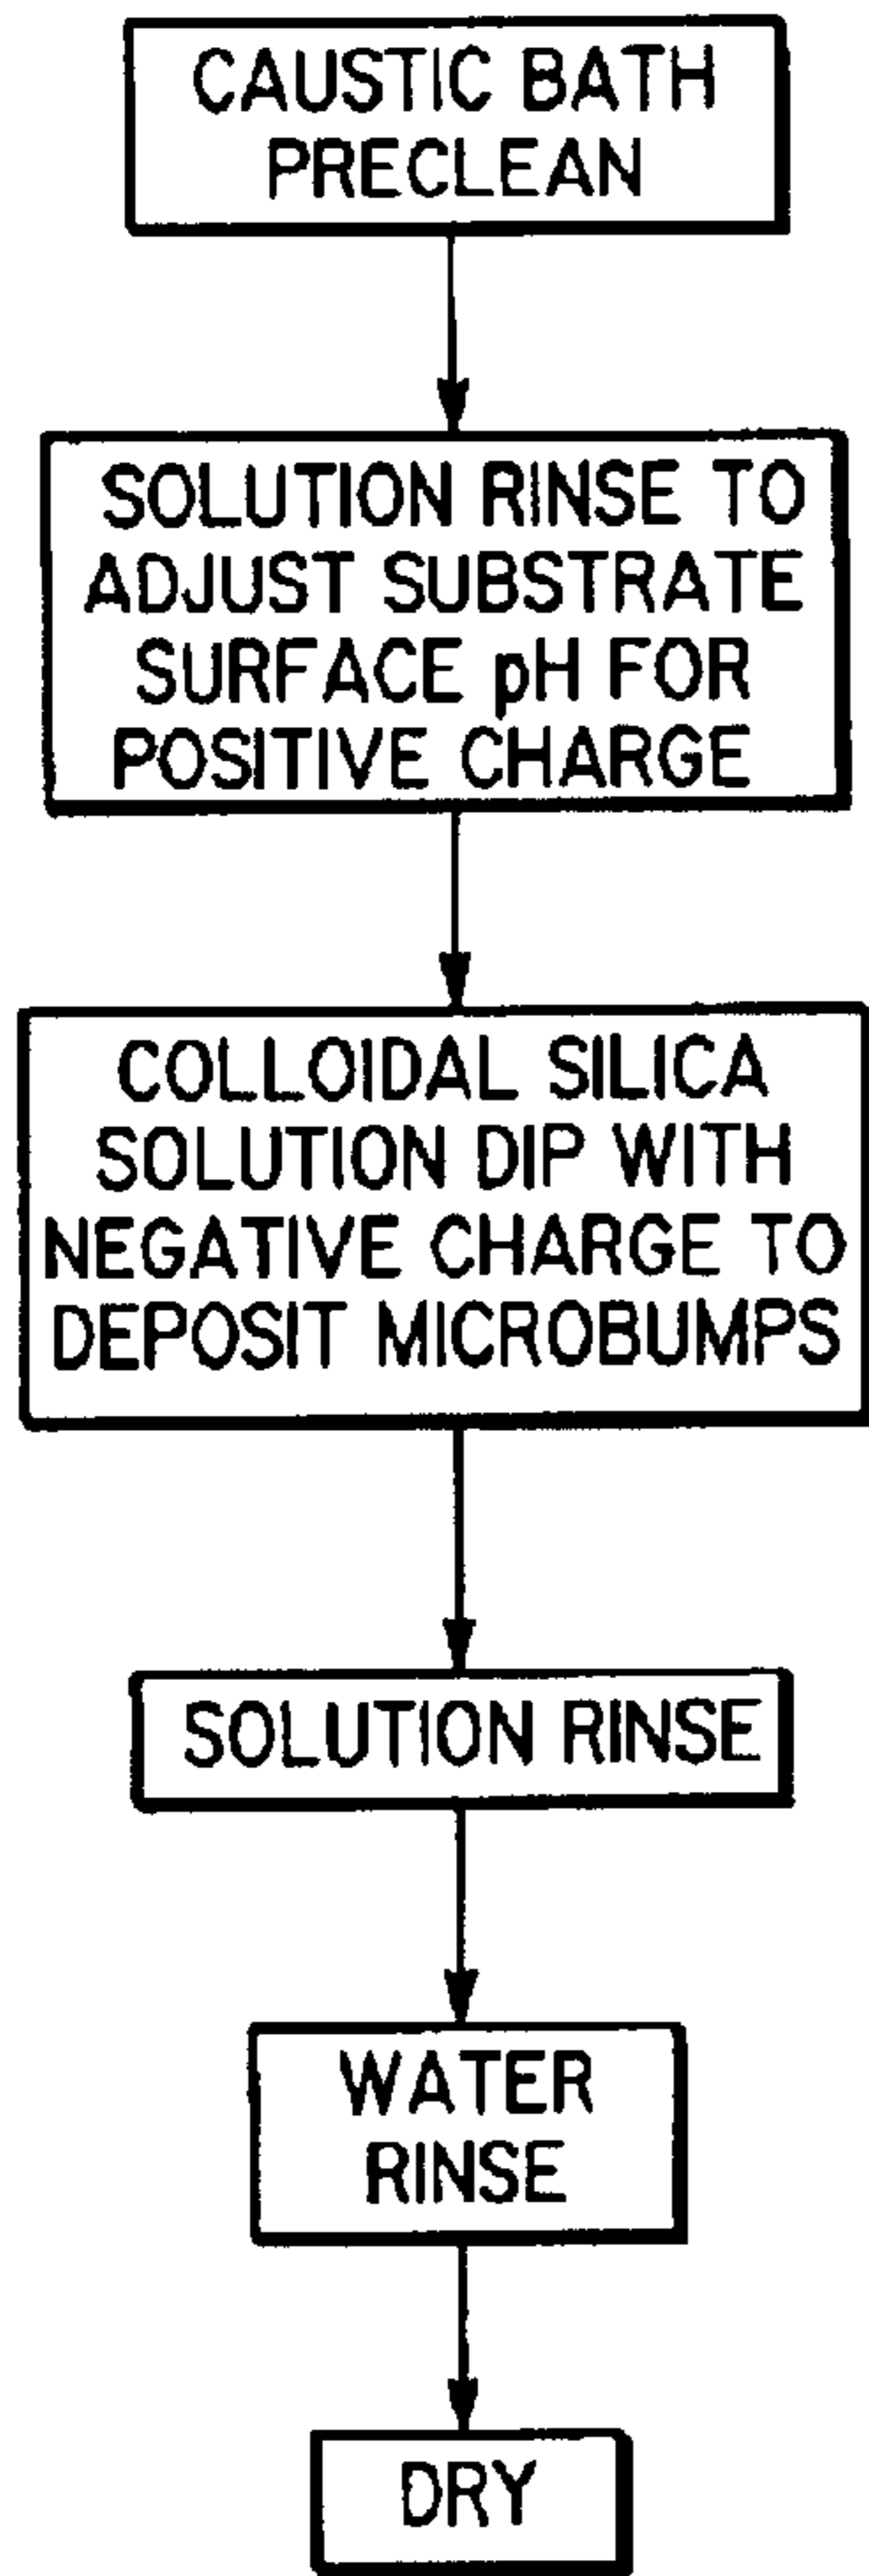 CAUSTIC BATH
PRECLEAN
SOLUTION RINSE TO
ADJUST SUBSTRATE
SURFACE pH FOR
POSITIVE CHARGE
COLLOIDAL SILICA
SOLUTION DIP WITH
NEGATIVE CHARGE TO
DEPOSIT MICROBUMPS
SOLUTION RINSE
WATER
RINSE
DRY